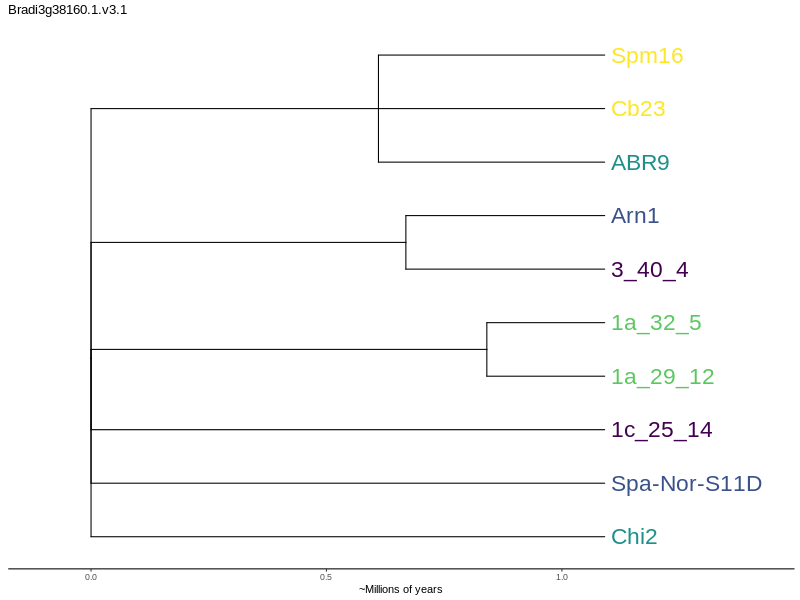 Bradi3g38160.1.v3.1
Spm16
Cb23
ABR9
Arn1
3_40_4
1a_32_5
1a_29_12
1c_25_14
Spa-Nor-S11D
Chi2
0.0 0.5 1.0
~Millions of years